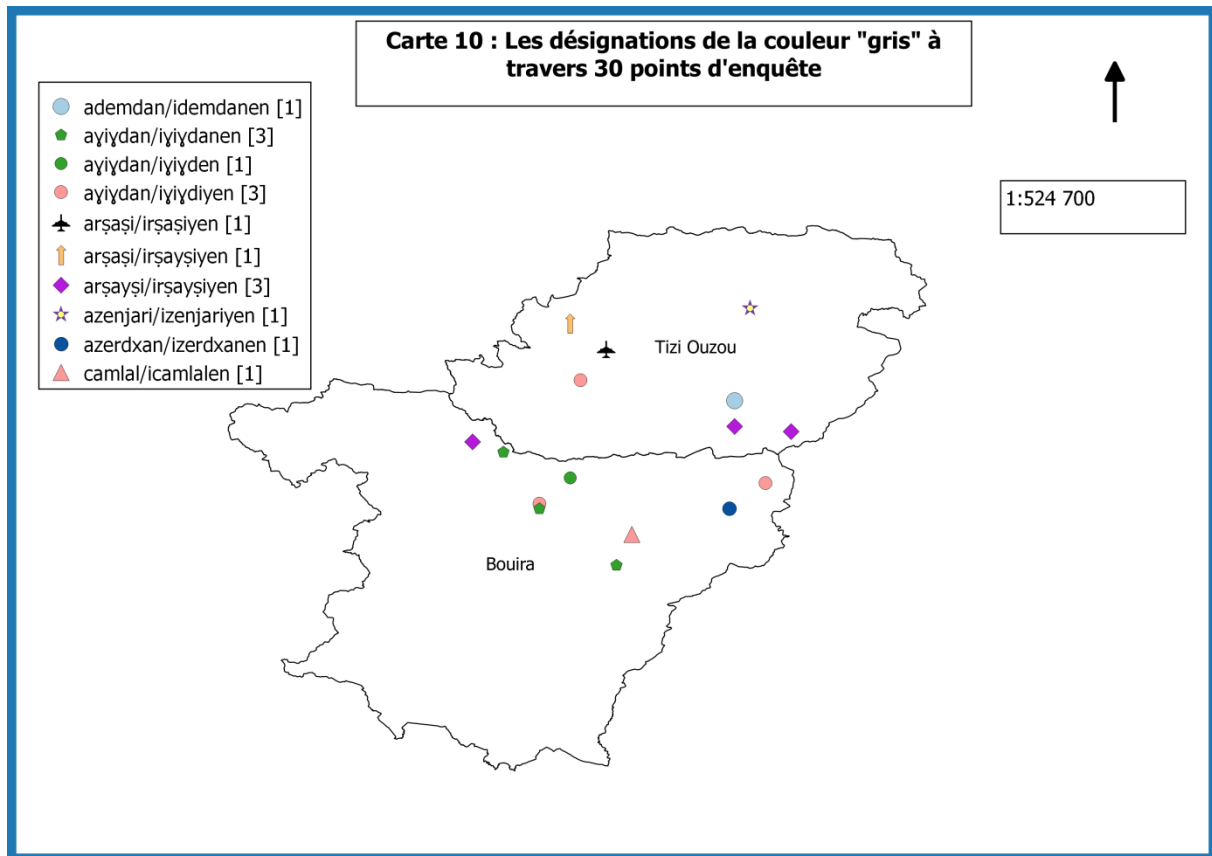 Carte 10 : Les désignations de la couleur "gris" à
travers 30 points d'enquête
ademdan/idemdanen [1]
aɣiɣdan/iɣiɣdanen [3]
aɣiɣdan/iɣiɣden [1]
aɣiɣdan/iɣiɣdiyen [3]
arṣaṣi/irṣaṣiyen [1]
arṣaṣi/irṣayṣiyen [1]
arṣayṣi/irṣayṣiyen [3]
azenjari/izenjariyen [1]
azerdxan/izerdxanen [1]
camlal/icamlalen [1]
1:524 700
Tizi Ouzou
Bouira